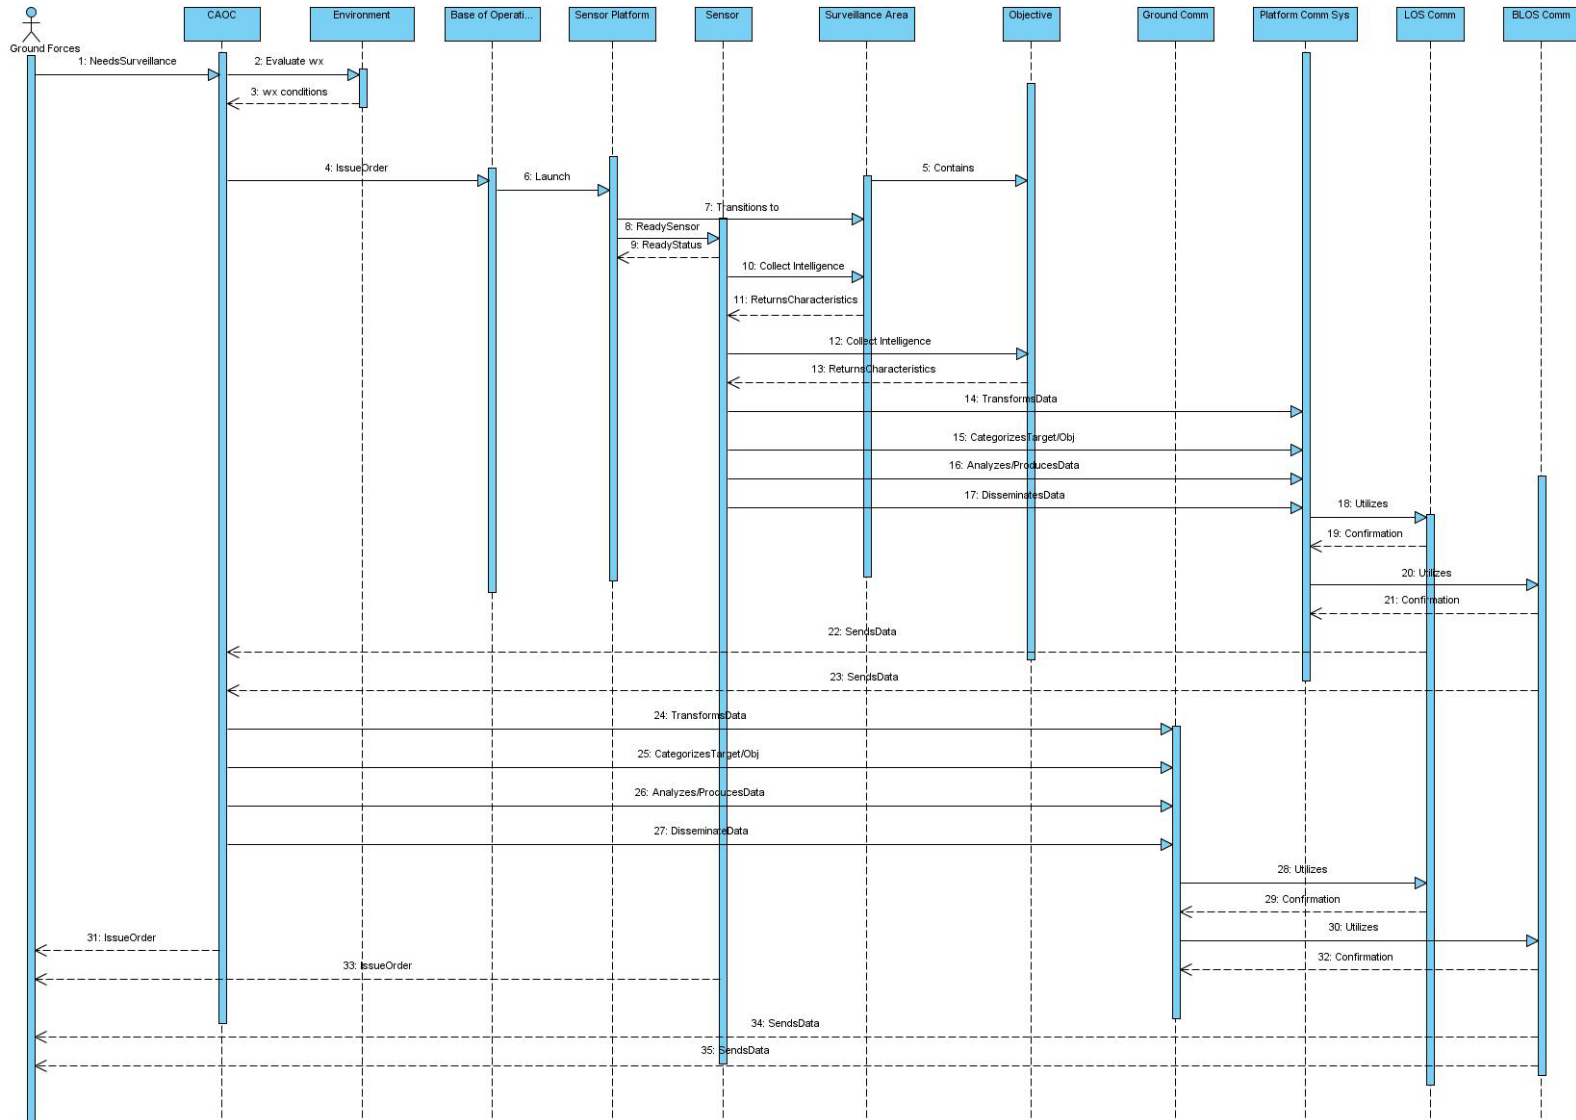 CAOC
Environment
Base of Operati...
Sensor Platform
Sensor
Surveillance Area
Objective
Ground Comm
Platform Comm Sys
LOS Comm
BLOS Comm
Ground Forces
1: NeedsSurveillance
2: Evaluate wx
3: wx conditions
4: IssueOrder
5: Contains
6: Launch
7: Transitions to
8: ReadySensor
9: ReadyStatus
10: Collect Intelligence
11: ReturnsCharacteristics
12: Collect Intelligence
13: ReturnsCharacteristics
14: TransformsData
15: CategorizesTarget/Obj
16: Analyzes/ProducesData
17: DisseminatesData
18: Utilizes
19: Confirmation
20: Utilizes
21: Confirmation
22: SendsData
23: SendsData
24: TransformsData
25: CategorizesTarget/Obj
26: Analyzes/ProducesData
27: DisseminateData
28: Utilizes
29: Confirmation
30: Utilizes
31: IssueOrder
32: Confirmation
33: IssueOrder
34: SendsData
35: SendsData